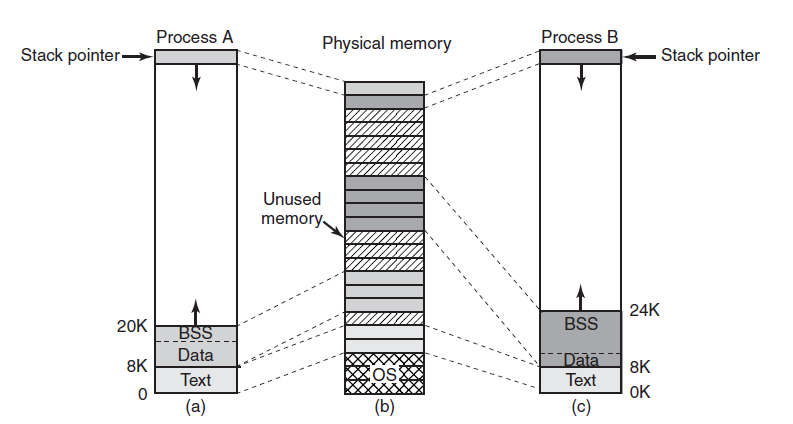 Process A
Physical memory
Process B
Stack pointer
Stack pointer
Unused
memory
20K
BSS
Data
8K
Text
0
OS
24K
BSS
Data
8K
Text
0K
(a)
(b)
(c)